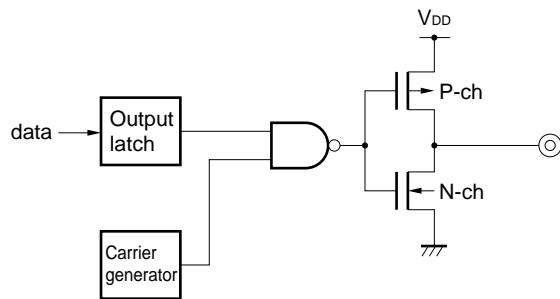 VDD
P-ch
data
Output
latch
N-ch
Carrier
generator